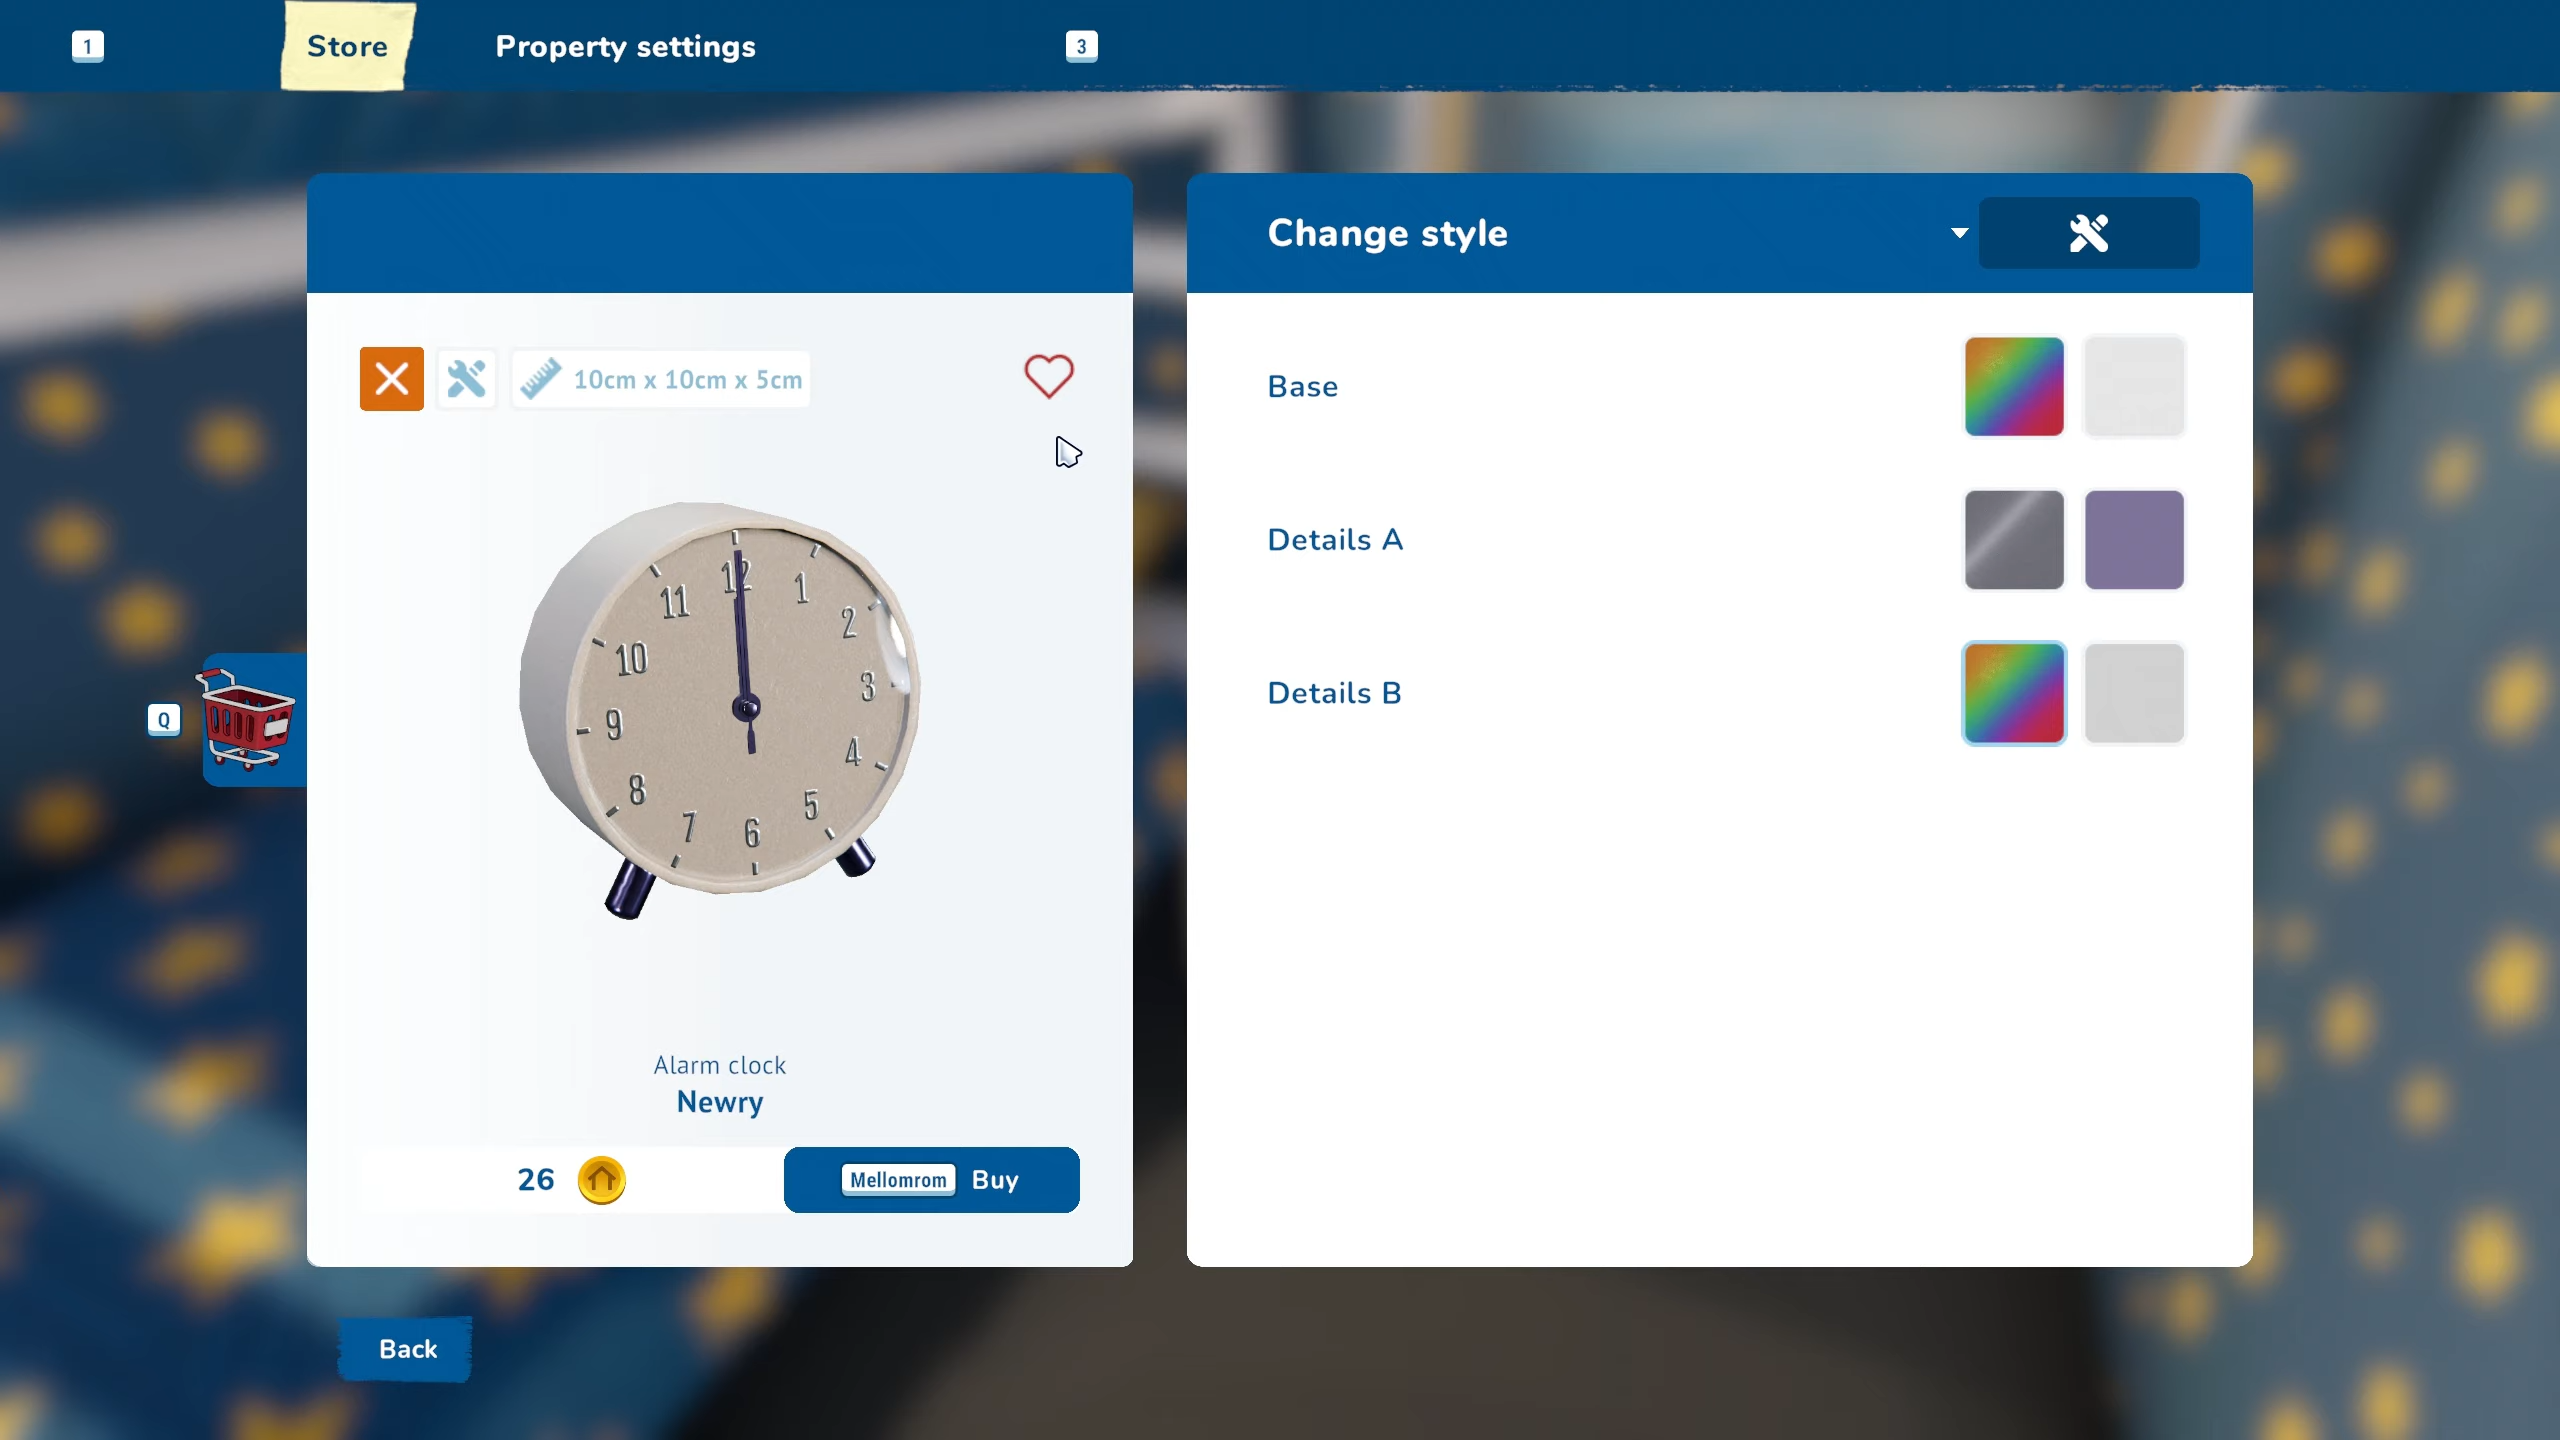 1
Store
Property settings
3
Change style
10cm x 10cm x 5cm
Base
Details A
Details B
12
1
2
3
4
5
6
7
8
9
10
11
Q
Alarm clock
Newry
26
Mellomrom
Buy
Back